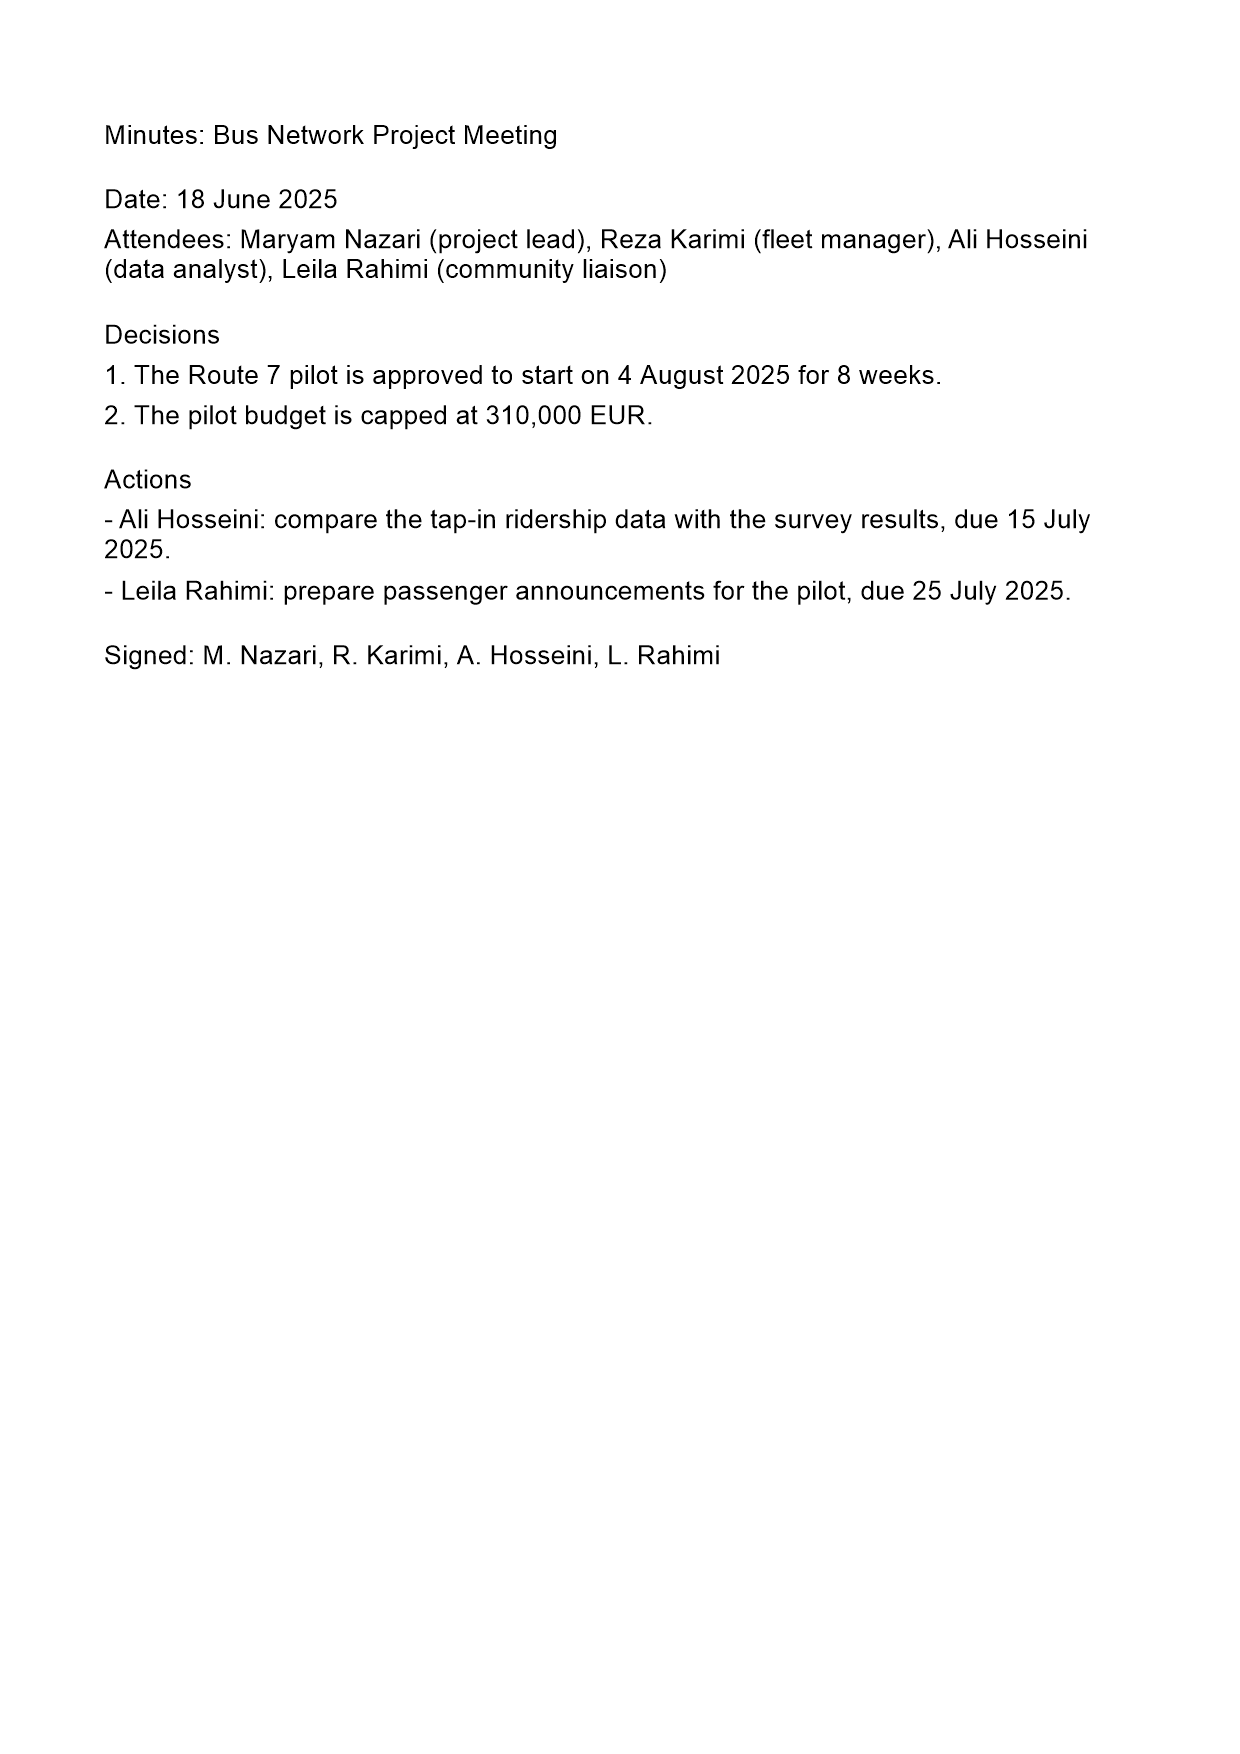 Minutes: Bus Network Project Meeting
Date: 18 June 2025
Attendees: Maryam Nazari (project lead), Reza Karimi (fleet manager), Ali Hosseini
(data analyst), Leila Rahimi (community liaison)
Decisions
1. The Route 7 pilot is approved to start on 4 August 2025 for 8 weeks.
2. The pilot budget is capped at 310,000 EUR.
Actions
- Ali Hosseini: compare the tap-in ridership data with the survey results, due 15 July
2025.
- Leila Rahimi: prepare passenger announcements for the pilot, due 25 July 2025.
Signed: M. Nazari, R. Karimi, A. Hosseini, L. Rahimi